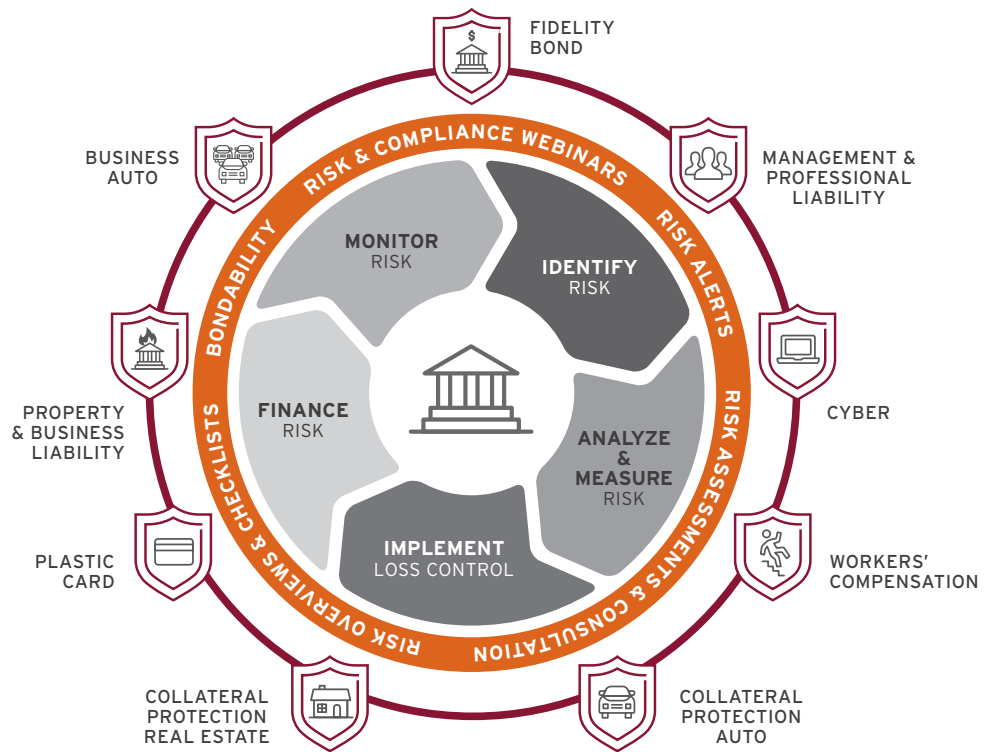 FIDELITY
BOND
$
MANAGEMENT &
PROFESSIONAL
LIABILITY
CYBER
WORKERS'
COMPENSATION
COLLATERAL
PROTECTION
AUTO
COLLATERAL
PROTECTION
REAL ESTATE
PLASTIC
CARD
PROPERTY
& BUSINESS
LIABILITY
BUSINESS
AUTO
RISK & COMPLIANCE WEBINARS
RISK ALERTS
RISK ASSESSMENTS & CONSULTATION
RISK OVERVIEWS & CHECKLISTS
BONDABILITY
IDENTIFY
RISK
ANALYZE
&
MEASURE
RISK
IMPLEMENT
LOSS CONTROL
FINANCE
RISK
MONITOR
RISK